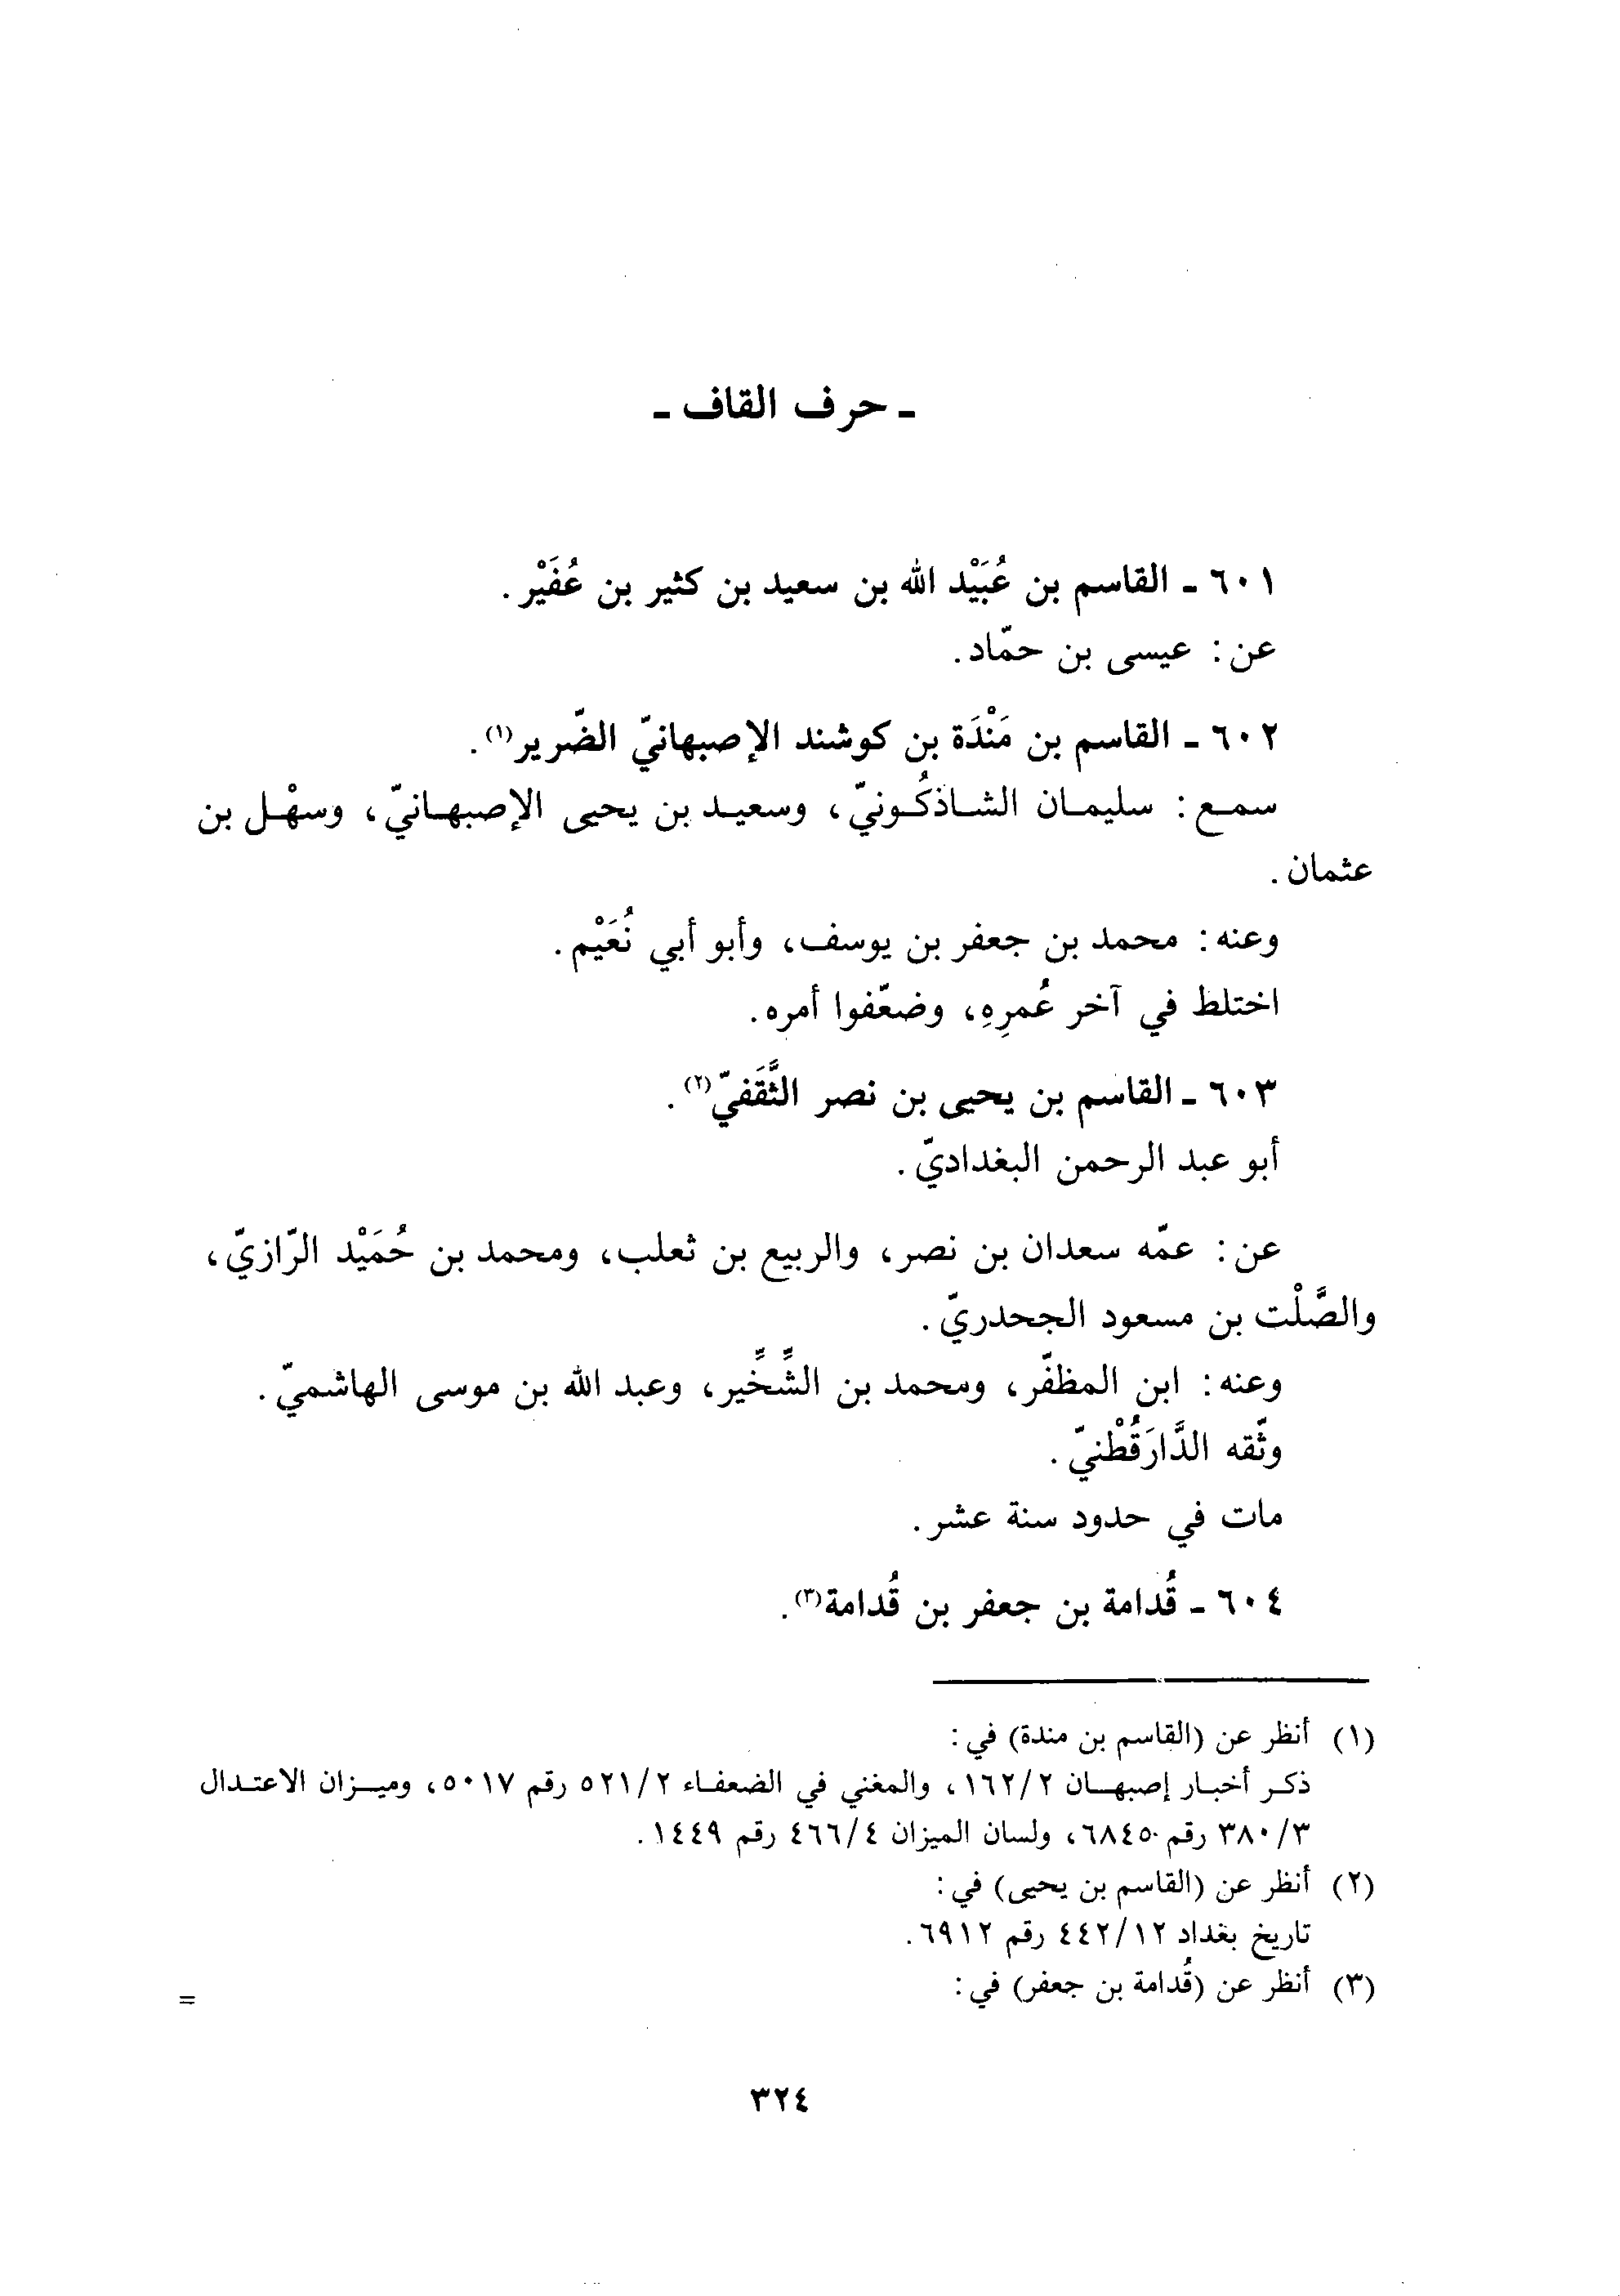 - حرف القاف -
٦٠١ - القاسم بن عُبَيْد الله بن سعيد بن كثير بن عُفَيْر.
عن: عيسى بن حمّاد.
٦٠٢ - القاسم بن مَنْدَة بن كوشند الإصبهانيّ الضّرير(١).
سمع: سليمان الشاذكُونيّ، وسعيد بن يحيى الإصبهانيّ، وسهْل بن
عثمان.
وعنه: محمد بن جعفر بن يوسف، وأبو أبي نُعَيْم.
اختلط في آخر عُمرِهِ، وضعّفوا أمره.
٦٠٣ - القاسم بن يحيى بن نصر الثَّقَفيّ(٢).
أبو عبد الرحمن البغداديّ.
عن: عمّه سعدان بن نصر، والربيع بن ثعلب، ومحمد بن حُمَيْد الرّازيّ،
والصَّلْت بن مسعود الجحدريّ.
وعنه: ابن المظفّر، ومحمد بن الشِّخِّير، وعبد الله بن موسى الهاشميّ.
وثّقه الدَّارَقُطْنيّ.
مات في حدود سنة عشر.
٦٠٤ - قُدامة بن جعفر بن قُدامة(٣).
(١) أنظر عن (القاسم بن مندة) في:
ذكر أخبار إصبهان ١٦٢/٢، والمغني في الضعفاء ٥٢١/٢ رقم ٥٠١٧، وميزان الاعتدال
٣٨٠/٣ رقم ٦٨٤٥، ولسان الميزان ٤٦٦/٤ رقم ١٤٤٩.
(٢) أنظر عن (القاسم بن يحيى) في:
تاريخ بغداد ٤٤٢/١٢ رقم ٦٩١٢.
(٣) أنظر عن (قُدامة بن جعفر) في:
=
٣٢٤